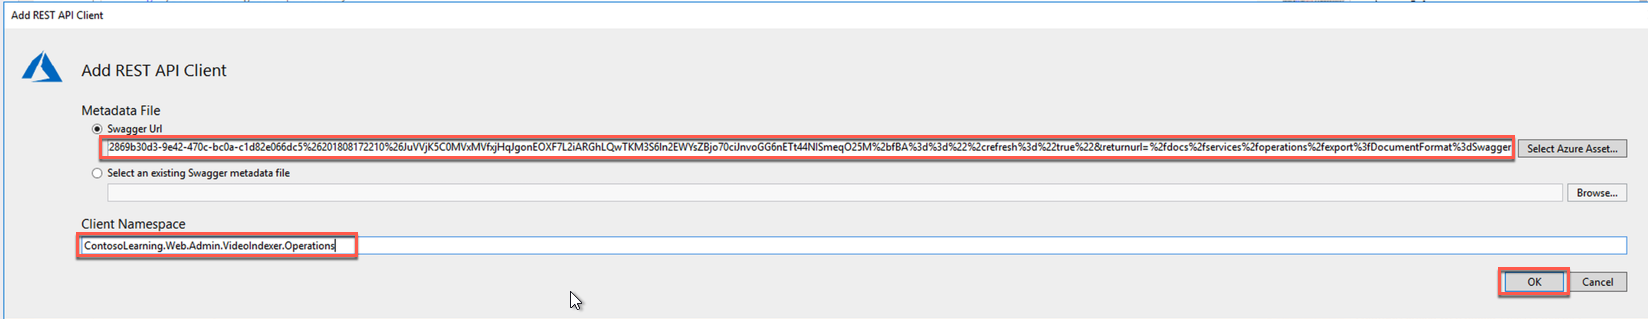 Add REST API Client
Add REST API Client
Metadata File
Swagger Url
2869b30d3-9e42-470c-bc0a-c1d82e066dc5%26201808172210%26JuVVjK5C0MVxMVfxjHqJgonEOXF7L2iARGhLQwTKM3S6In2EWYsZBjo70ciJnvoGG6nETt44NISmeqO25M%2bfBA%3d%3d%22%2crefresh%3d%22true%22&returnurl=%2fdocs%2fservices%2foperations%2fexport%3fDocumentFormat%3dSwagger
Select Azure Asset...
Select an existing Swagger metadata file
Browse...
Client Namespace
ContosoLearning.Web.Admin.VideoIndexer.Operations
OK
Cancel